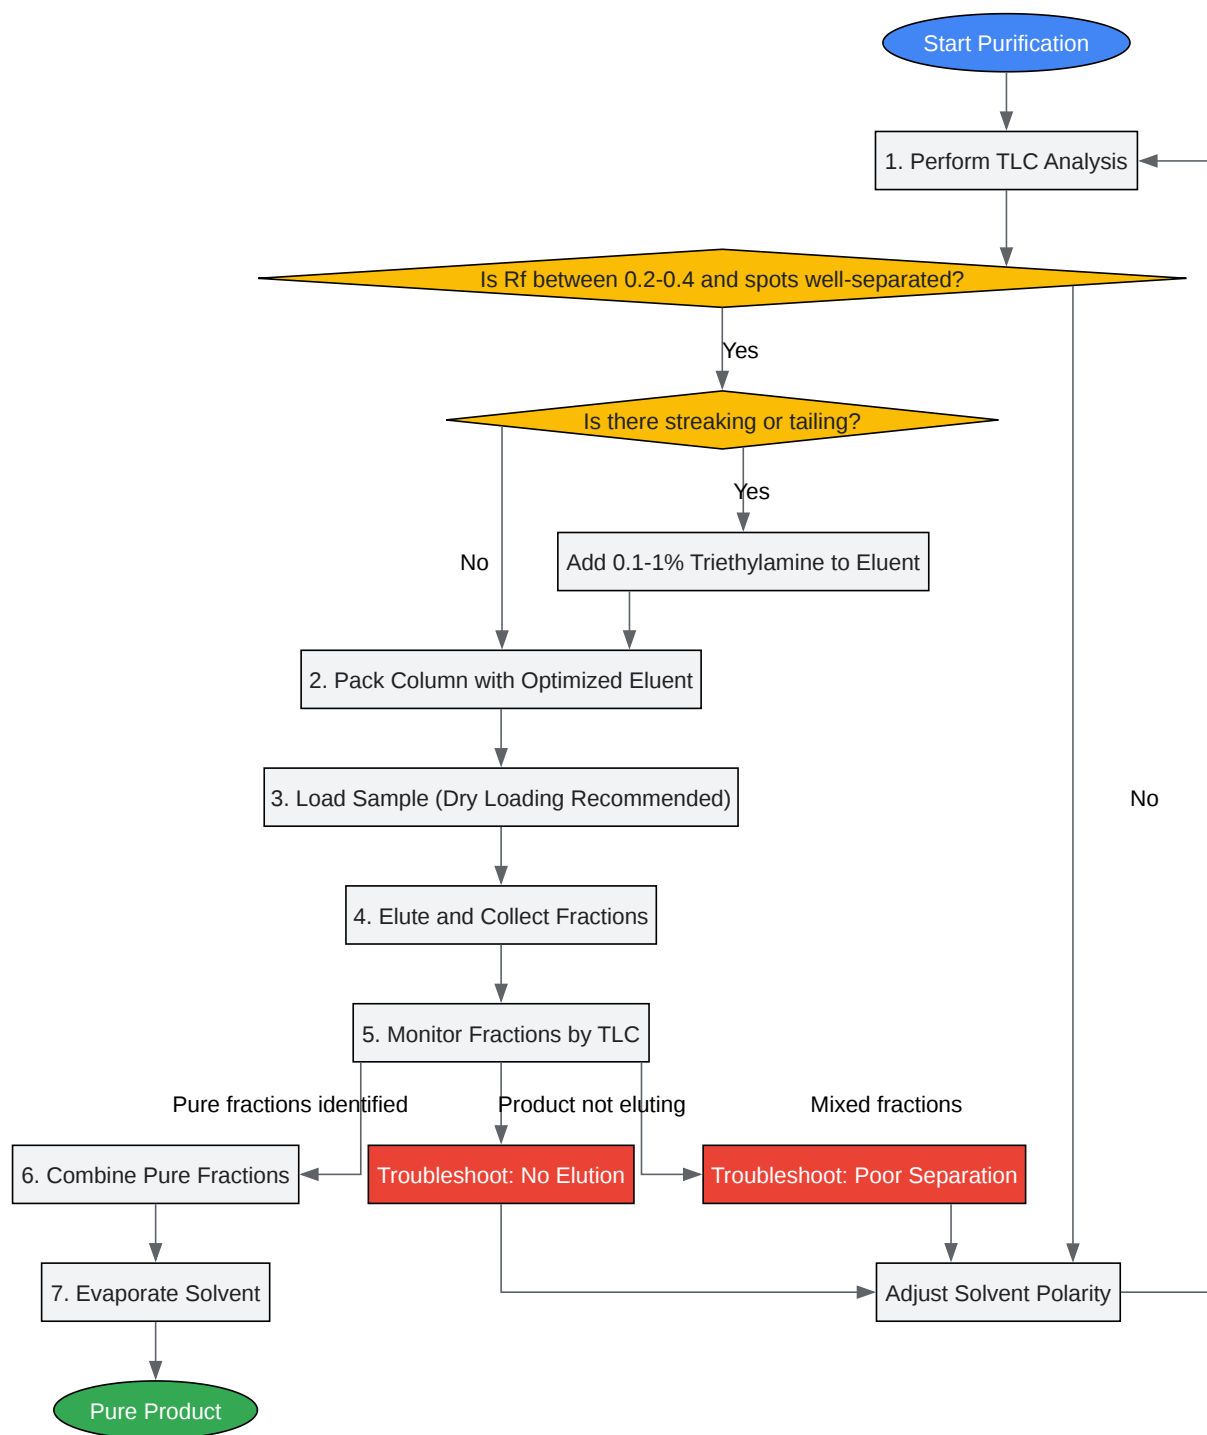 Start Purification
1. Perform TLC Analysis
Is Rf between 0.2-0.4 and spots well-separated?
Yes
Is there streaking or tailing?
Yes
No
Add 0.1-1% Triethylamine to Eluent
2. Pack Column with Optimized Eluent
3. Load Sample (Dry Loading Recommended)
No
4. Elute and Collect Fractions
5. Monitor Fractions by TLC
Pure fractions identified
Product not eluting
Mixed fractions
6. Combine Pure Fractions
Troubleshoot: No Elution
Troubleshoot: Poor Separation
7. Evaporate Solvent
Adjust Solvent Polarity
Pure Product